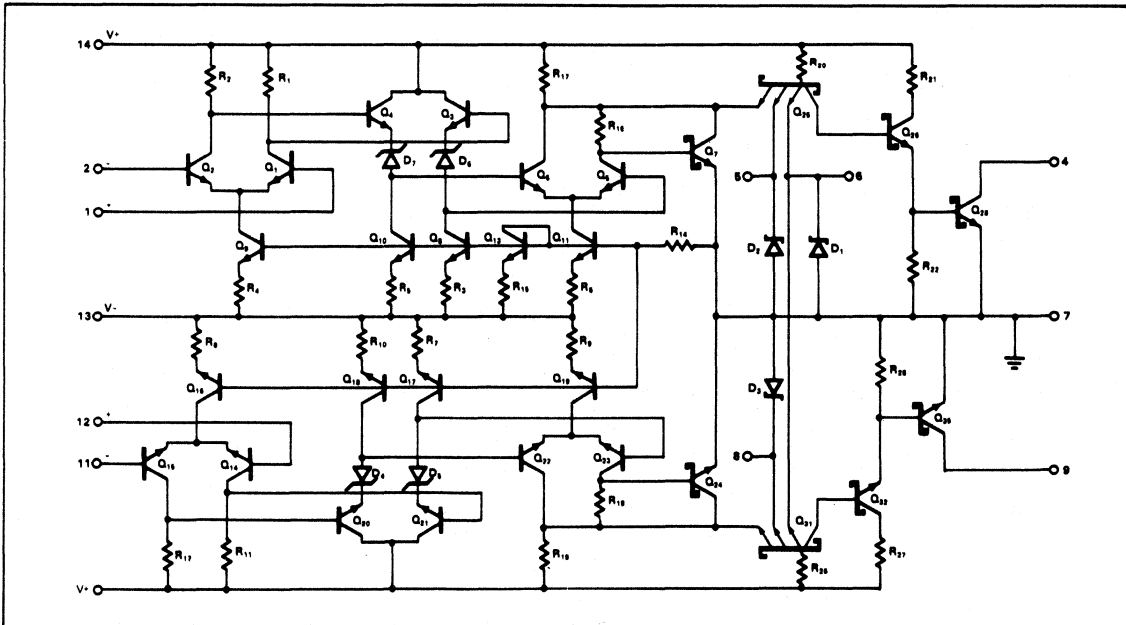 14 V+
R2 R1 R17 R20 R21
Q4 Q3 R16 Q7 Q25 Q26
2 - Q2 Q1 D7 D6 Q6 Q5 4
5 6
1 + Q28
Q9 Q10 Q8 Q13 Q11 R14 D2 D1 R22
R4 R5 R3 R15 R6
13 V- 7
R8 R10 R7 R9 R26
Q16 Q18 Q17 Q19 D3
12 + Q35
11 - Q15 Q14 Q22 Q23 8 9
D4 D5 Q24
Q20 Q21 R18 Q31 Q32
R17 R11 R19 R25 R27
V+